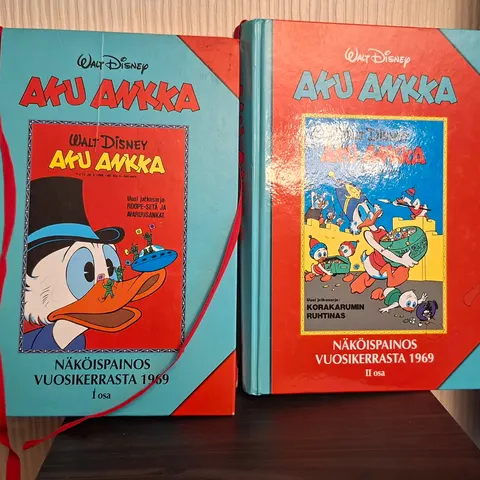 WALT DISNEY
AKU ANKKA
WALT DISNEY
AKU ANKKA
Uusi jatkosarja:
ROOPE-SETÄ JA
AVARUUSANKAT
NÄKÖISPAINOS
VUOSIKERRASTA 1969
I osa
WALT DISNEY
AKU ANKKA
WALT DISNEY
AKU ANKKA
Uusi jatkosarja:
KORAKARUMIN
RUHTINAS
NÄKÖISPAINOS
VUOSIKERRASTA 1969
II osa